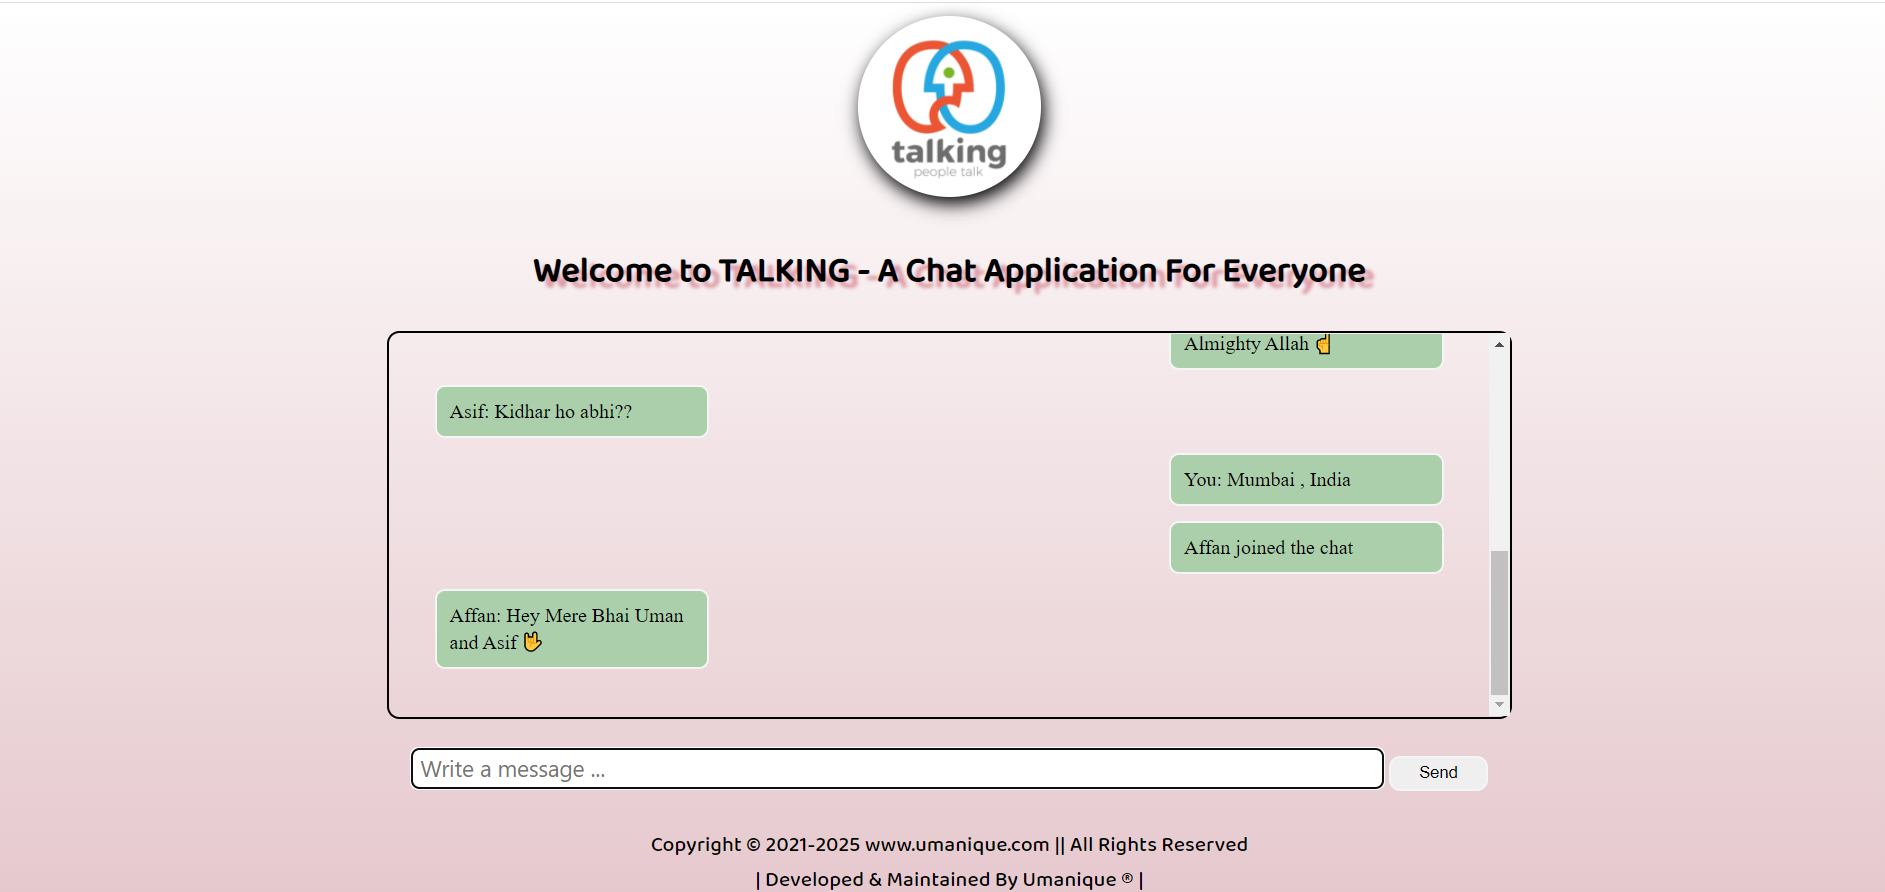 talking
people talk
Welcome to TALKING - A Chat Application For Everyone
Almighty Allah ☝
Asif: Kidhar ho abhi??
You: Mumbai , India
Affan joined the chat
Affan: Hey Mere Bhai Uman
and Asif 🤟
Write a message ...
Send
Copyright © 2021-2025 www.umanique.com || All Rights Reserved
| Developed & Maintained By Umanique ® |